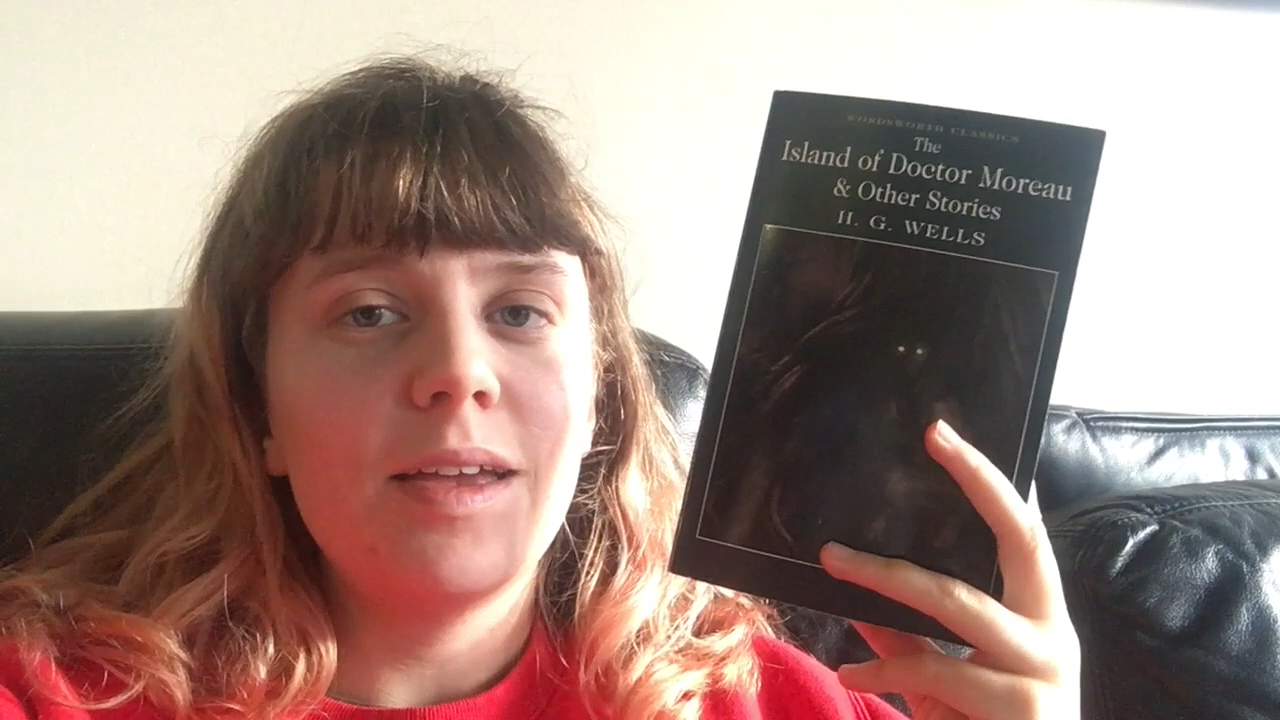 WORDSWORTH CLASSICS
The
Island of Doctor Moreau
& Other Stories
H. G. WELLS